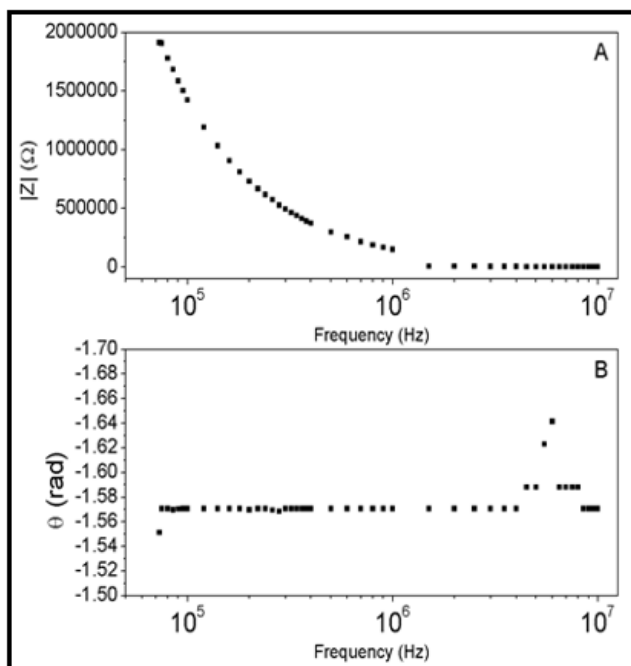 2000000
A
1500000
1000000
500000
0
|Z| (Ω)
10⁵ 10⁶ 10⁷
Frequency (Hz)
-1.70
B
-1.68
-1.66
-1.64
-1.62
-1.60
-1.58
-1.56
-1.54
-1.52
-1.50
θ (rad)
10⁵ 10⁶ 10⁷
Frequency (Hz)